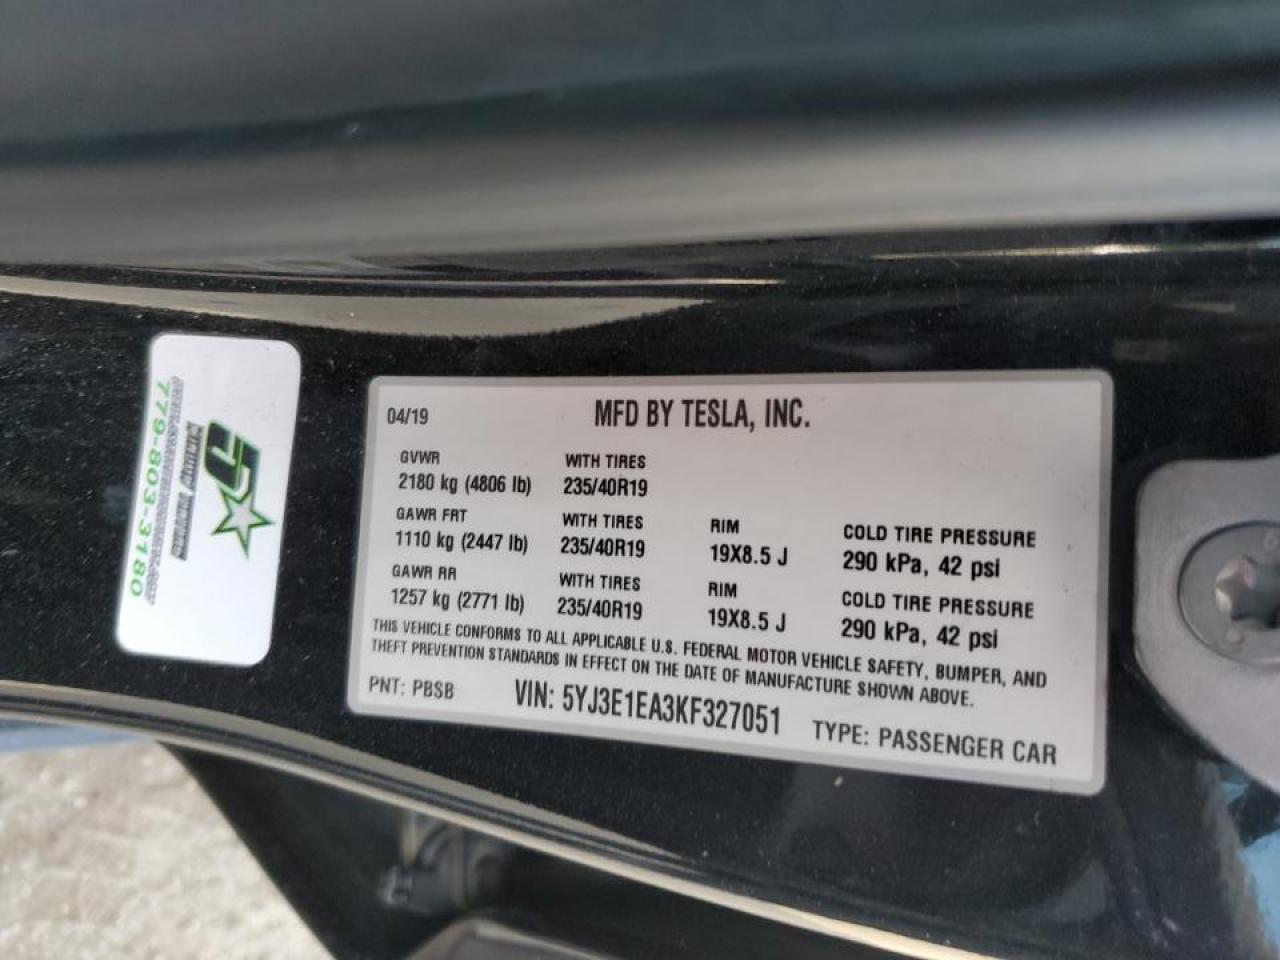 04/19
MFD BY TESLA, INC.
GVWR
WITH TIRES
2180 kg (4806 lb)
235/40R19
GAWR FRT
WITH TIRES
RIM
COLD TIRE PRESSURE
1110 kg (2447 lb)
235/40R19
19X8.5 J
290 kPa, 42 psi
GAWR RR
WITH TIRES
RIM
COLD TIRE PRESSURE
1257 kg (2771 lb)
235/40R19
19X8.5 J
290 kPa, 42 psi
THIS VEHICLE CONFORMS TO ALL APPLICABLE U.S. FEDERAL MOTOR VEHICLE SAFETY, BUMPER, AND
THEFT PREVENTION STANDARDS IN EFFECT ON THE DATE OF MANUFACTURE SHOWN ABOVE.
PNT: PBSB
VIN: 5YJ3E1EA3KF327051
TYPE: PASSENGER CAR
779-803-3180